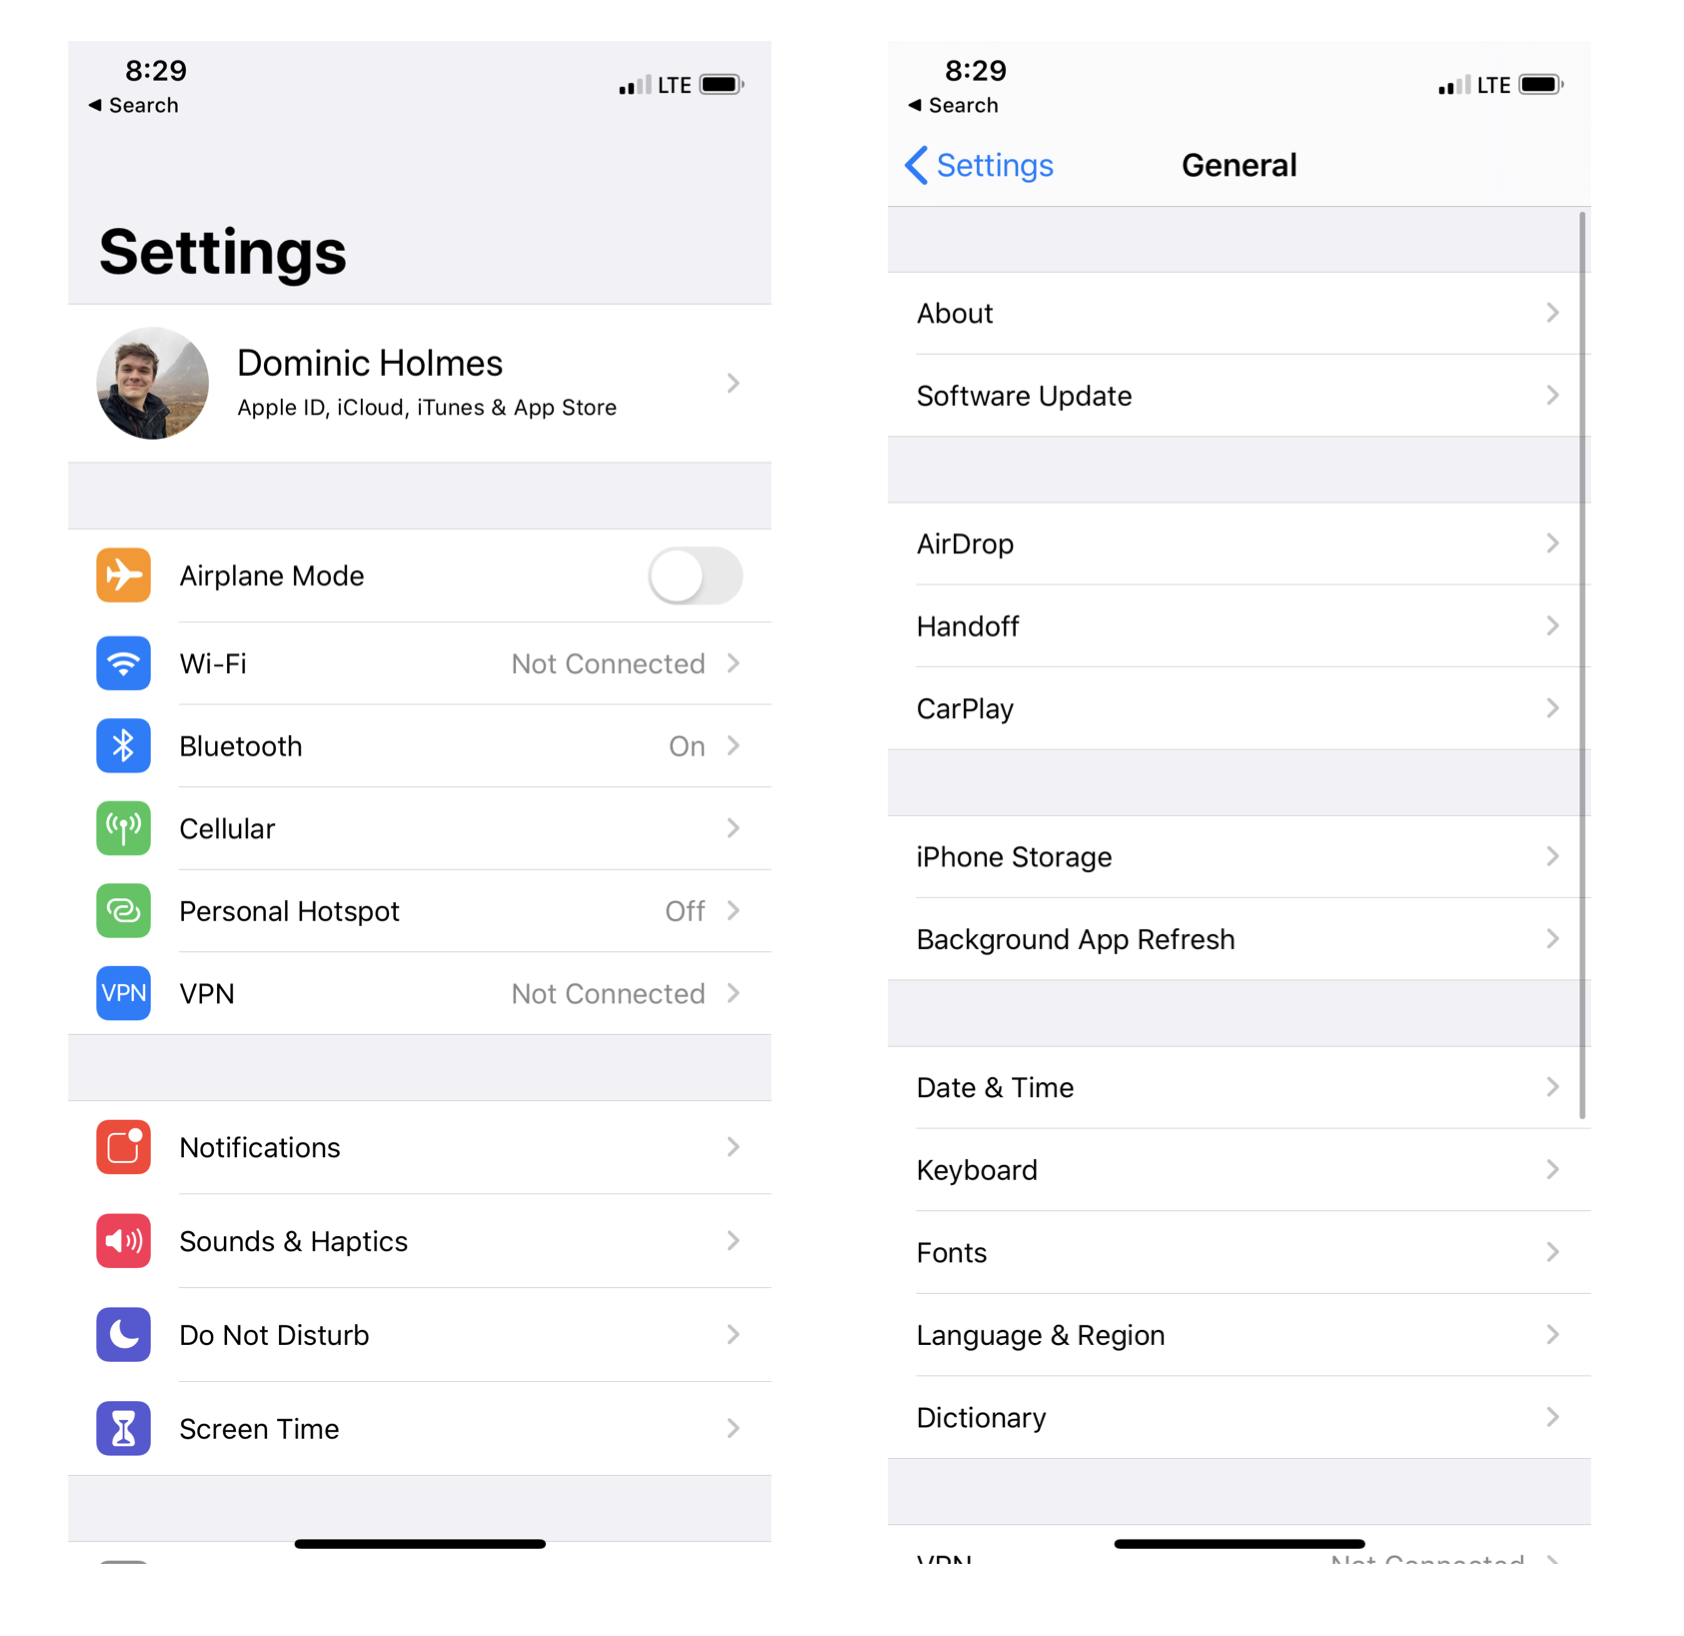 8:29
LTE
◀ Search
Settings
Dominic Holmes
Apple ID, iCloud, iTunes & App Store
Airplane Mode
Wi-Fi Not Connected
Bluetooth On
Cellular
Personal Hotspot Off
VPN VPN Not Connected
Notifications
Sounds & Haptics
Do Not Disturb
Screen Time
8:29
LTE
◀ Search
Settings General
About
Software Update
AirDrop
Handoff
CarPlay
iPhone Storage
Background App Refresh
Date & Time
Keyboard
Fonts
Language & Region
Dictionary
VPN Not Connected